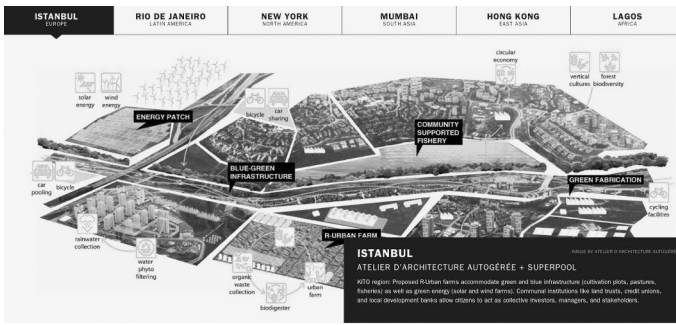 ISTANBUL
EUROPE
RIO DE JANEIRO
LATIN AMERICA
NEW YORK
NORTH AMERICA
MUMBAI
SOUTH ASIA
HONG KONG
EAST ASIA
LAGOS
AFRICA
circular
economy
solar
energy
wind
energy
vertical
cultures
forest
biodiversity
bicycle
car
sharing
ENERGY PATCH
COMMUNITY
SUPPORTED
FISHERY
BLUE-GREEN
INFRASTRUCTURE
GREEN FABRICATION
car
pooling
bicycle
cycling
facilities
rainwater
collection
R-URBAN FARM
water
phyto
filtering
organic
waste
collection
urban
farm
biodigester
ISTANBUL
IMAGE BY ATELIER D'ARCHITECTURE AUTOGÉRÉE
ATELIER D'ARCHITECTURE AUTOGÉRÉE + SUPERPOOL
KITO region: Proposed R-Urban farms accommodate green and blue infrastructure (cultivation plots, pastures,
fisheries) as well as green energy (solar and wind farms). Communal institutions like land trusts, credit unions,
and local development banks allow citizens to act as collective investors, managers, and stakeholders.